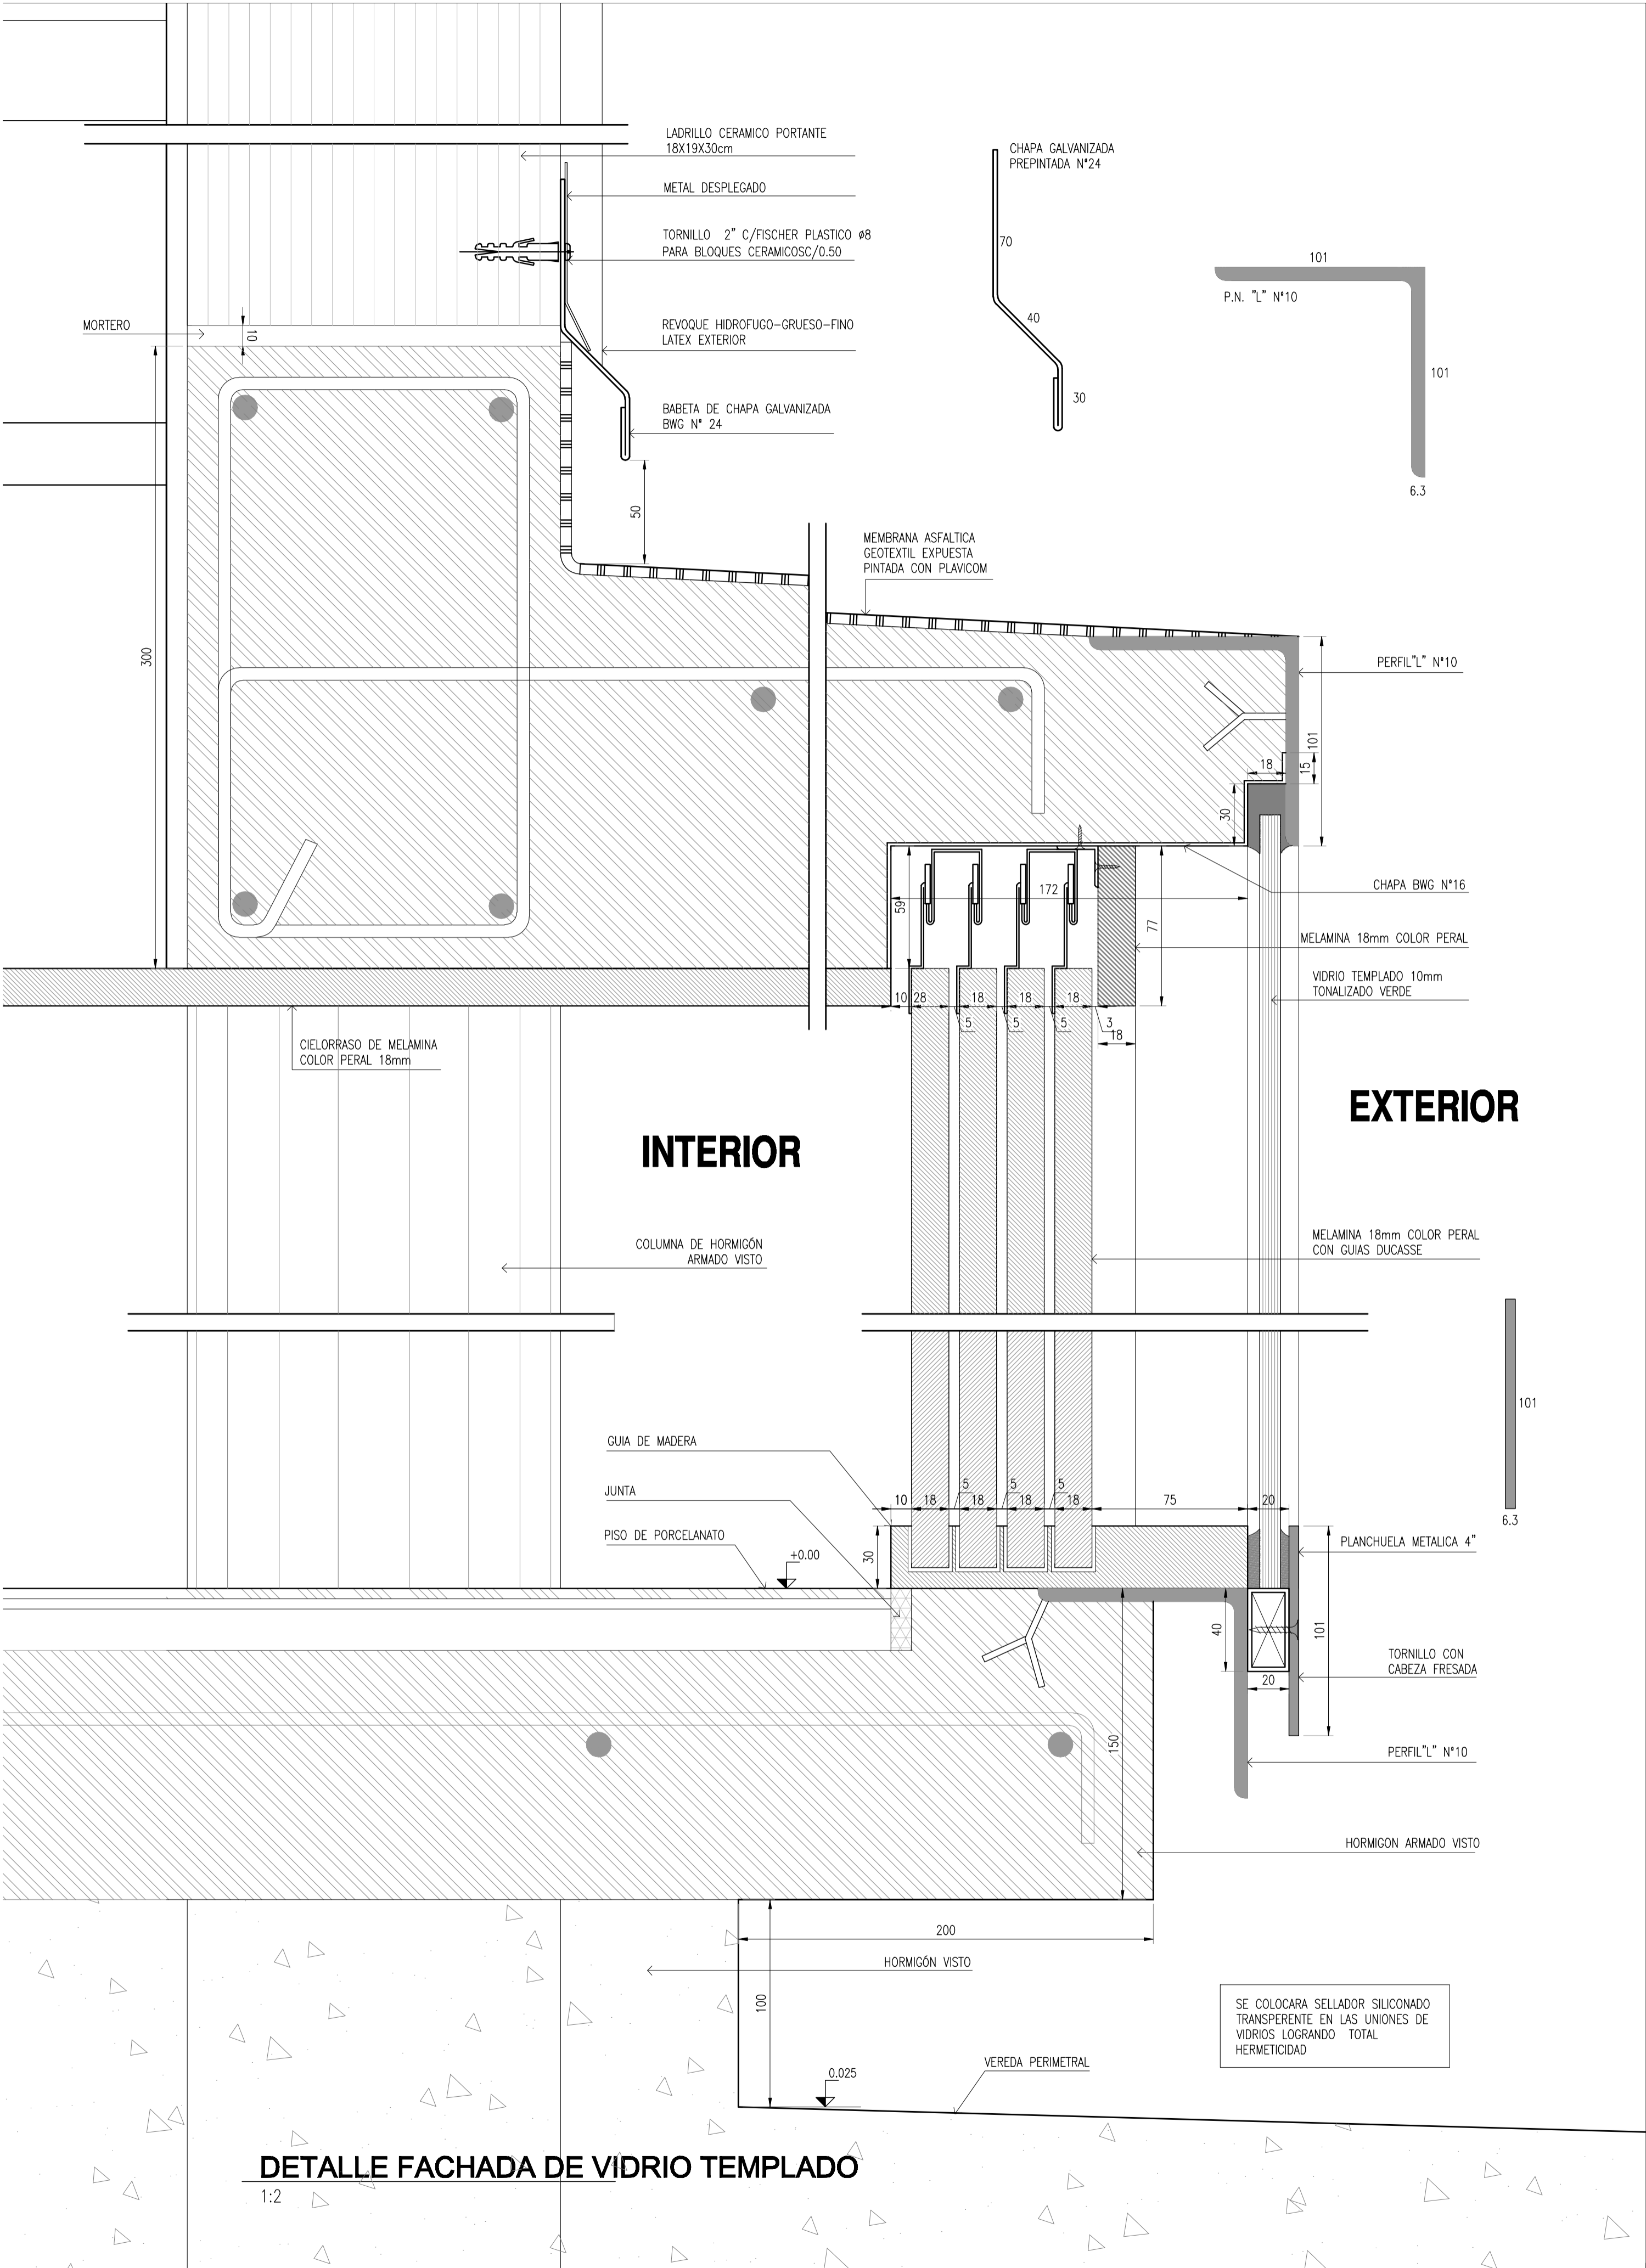 LADRILLO CERAMICO PORTANTE
18X19X30cm
METAL DESPLEGADO
TORNILLO 2" C/FISCHER PLASTICO ø8
PARA BLOQUES CERAMICOSC/0.50
MORTERO
10
REVOQUE HIDROFUGO-GRUESO-FINO
LATEX EXTERIOR
BABETA DE CHAPA GALVANIZADA
BWG N° 24
50
300
CHAPA GALVANIZADA
PREPINTADA N°24
70
40
30
101
P.N. "L" N°10
101
6.3
MEMBRANA ASFALTICA
GEOTEXTIL EXPUESTA
PINTADA CON PLAVICOM
PERFIL"L" N°10
101
18
15
30
172
59
77
CHAPA BWG N°16
MELAMINA 18mm COLOR PERAL
VIDRIO TEMPLADO 10mm
TONALIZADO VERDE
10
28
18
18
18
5
5
5
3
18
CIELORRASO DE MELAMINA
COLOR PERAL 18mm
EXTERIOR
INTERIOR
COLUMNA DE HORMIGÓN
ARMADO VISTO
MELAMINA 18mm COLOR PERAL
CON GUIAS DUCASSE
101
6.3
GUIA DE MADERA
JUNTA
PISO DE PORCELANATO
+0.00
5
5
5
10
18
18
18
18
75
20
30
PLANCHUELA METALICA 4"
40
101
20
TORNILLO CON
CABEZA FRESADA
150
PERFIL"L" N°10
HORMIGON ARMADO VISTO
200
HORMIGÓN VISTO
100
SE COLOCARA SELLADOR SILICONADO
TRANSPERENTE EN LAS UNIONES DE
VIDRIOS LOGRANDO TOTAL
HERMETICIDAD
VEREDA PERIMETRAL
0.025
DETALLE FACHADA DE VIDRIO TEMPLADO
1:2